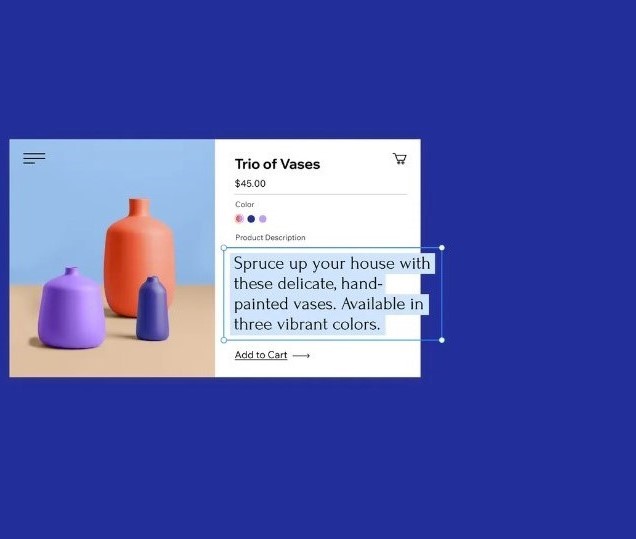 Trio of Vases
$45.00
Color
Product Description
Spruce up your house with
these delicate, hand-
painted vases. Available in
three vibrant colors.
Add to Cart